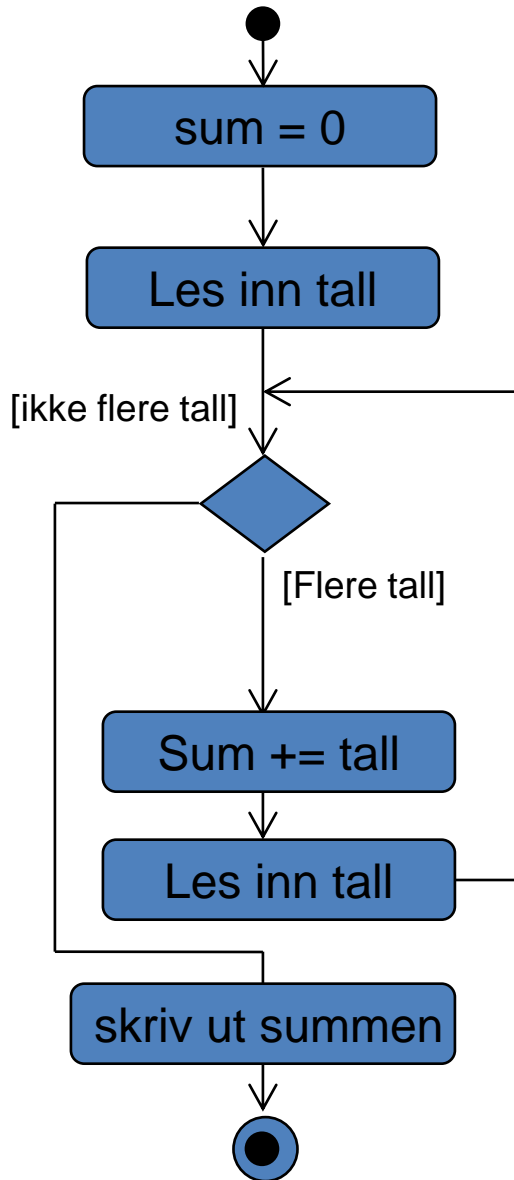 sum = 0
Les inn tall
[ikke flere tall]
[Flere tall]
Sum += tall
Les inn tall
skriv ut summen